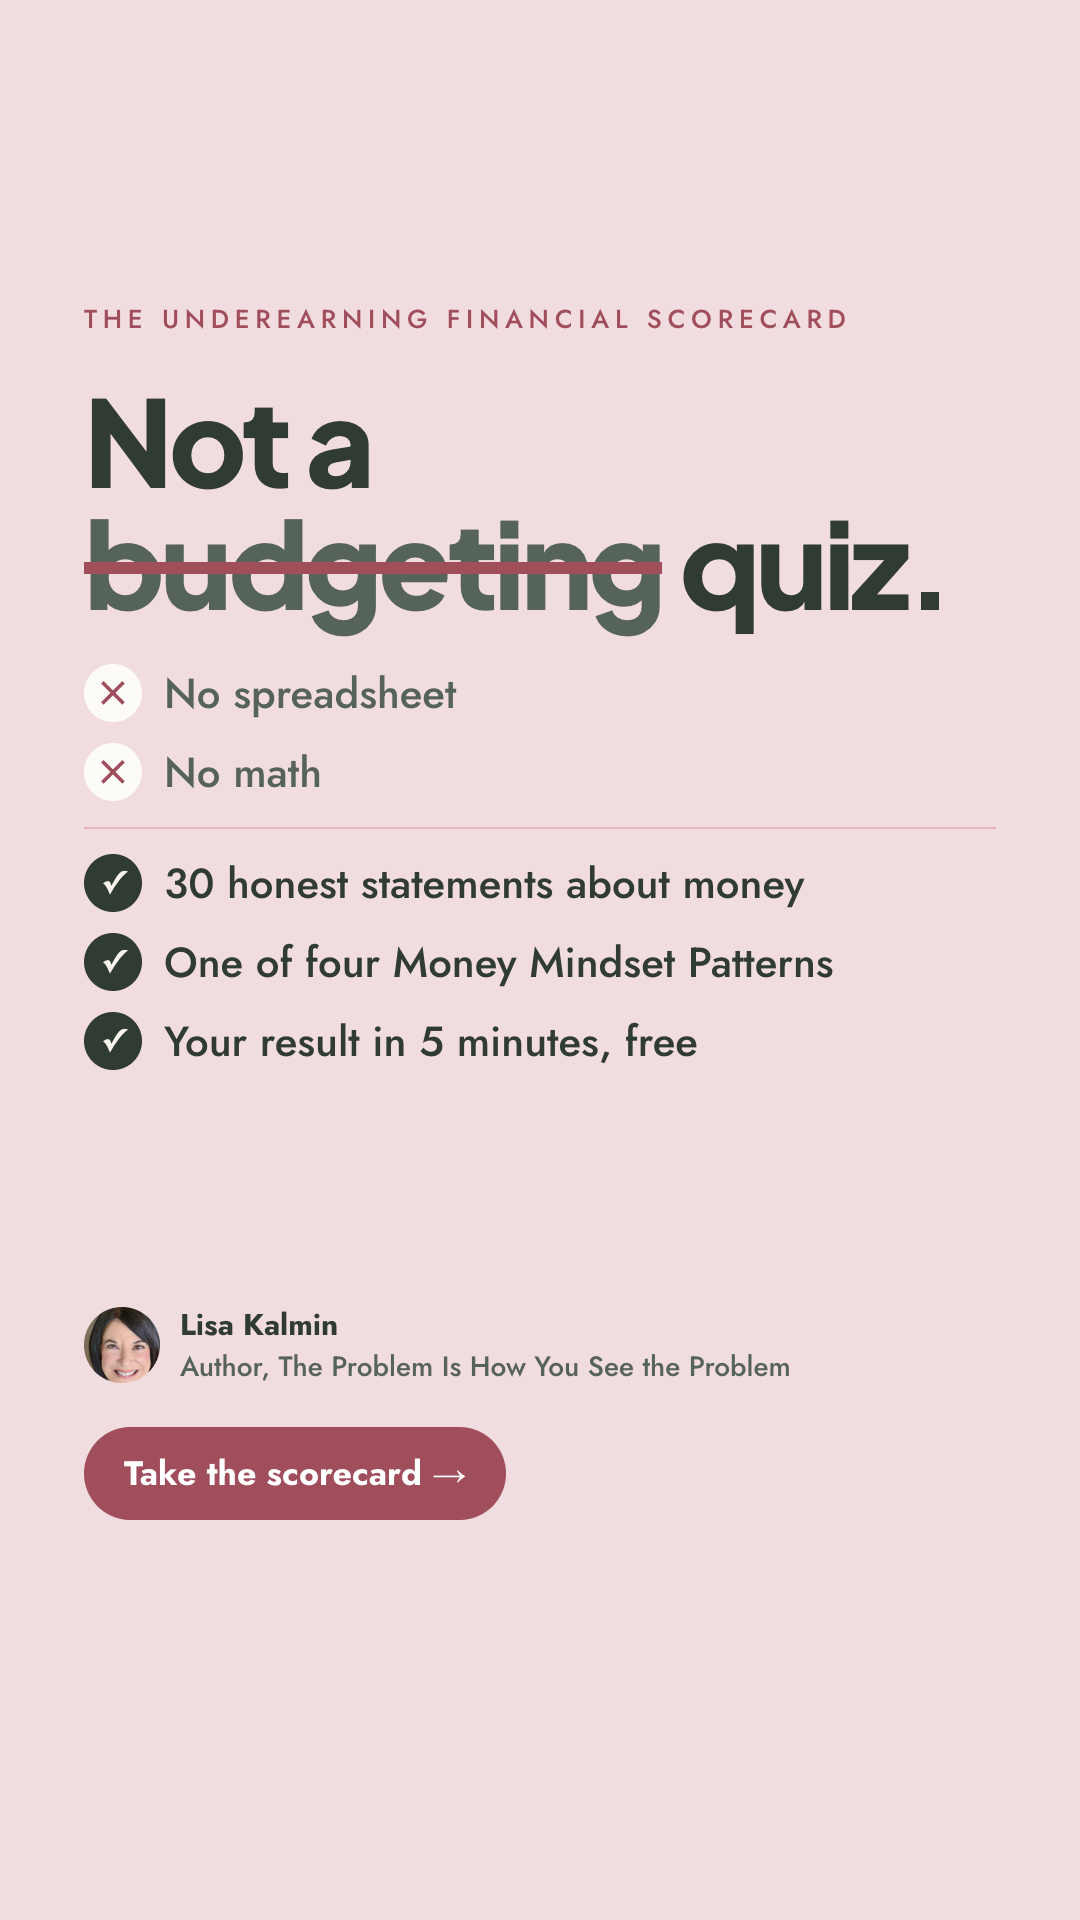 THE UNDEREARNING FINANCIAL SCORECARD
Not a
budgeting quiz.
No spreadsheet
No math
30 honest statements about money
One of four Money Mindset Patterns
Your result in 5 minutes, free
Lisa Kalmin
Author, The Problem Is How You See the Problem
Take the scorecard →